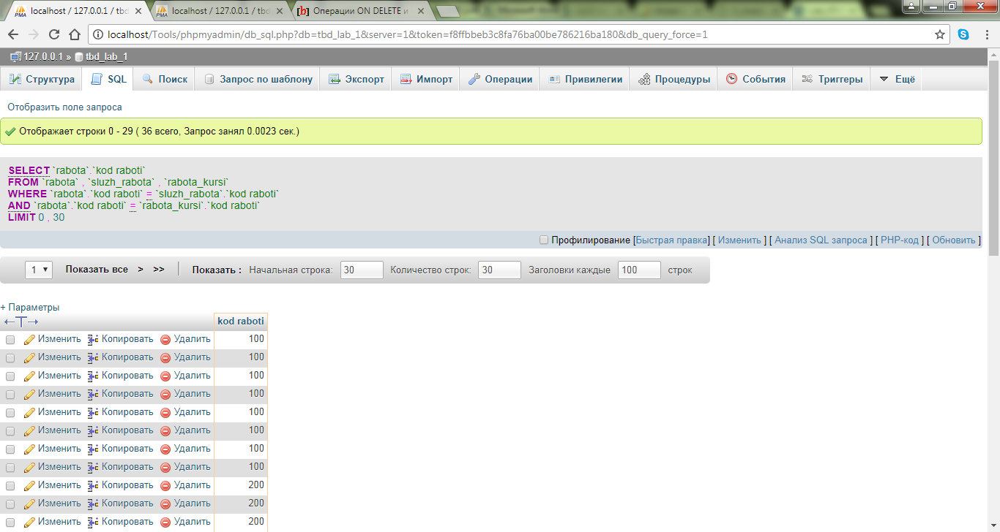 localhost / 127.0.0.1 / tbd
localhost / 127.0.0.1 / tbd
[b] Операции ON DELETE и
localhost/Tools/phpmyadmin/db_sql.php?db=tbd_lab_1&server=1&token=f8ffbbeb3c8fa76ba00be786216ba180&db_query_force=1
127.0.0.1 » tbd_lab_1
Структура SQL Поиск Запрос по шаблону Экспорт Импорт Операции Привилегии Процедуры События Триггеры Ещё
Отобразить поле запроса
Отображает строки 0 - 29 ( 36 всего, Запрос занял 0.0023 сек.)
SELECT `rabota`.`kod raboti`
FROM `rabota` , `sluzh_rabota` , `rabota_kursi`
WHERE `rabota`.`kod raboti` = `sluzh_rabota`.`kod raboti`
AND `rabota`.`kod raboti` = `rabota_kursi`.`kod raboti`
LIMIT 0 , 30
Профилирование [Быстрая правка] [ Изменить ] [ Анализ SQL запроса ] [ PHP-код ] [ Обновить ]
1 Показать все > >> Показать : Начальная строка: 30 Количество строк: 30 Заголовки каждые 100 строк
+ Параметры
←T→ kod raboti
Изменить Копировать Удалить 100
Изменить Копировать Удалить 100
Изменить Копировать Удалить 100
Изменить Копировать Удалить 100
Изменить Копировать Удалить 100
Изменить Копировать Удалить 100
Изменить Копировать Удалить 100
Изменить Копировать Удалить 100
Изменить Копировать Удалить 200
Изменить Копировать Удалить 200
Изменить Копировать Удалить 200